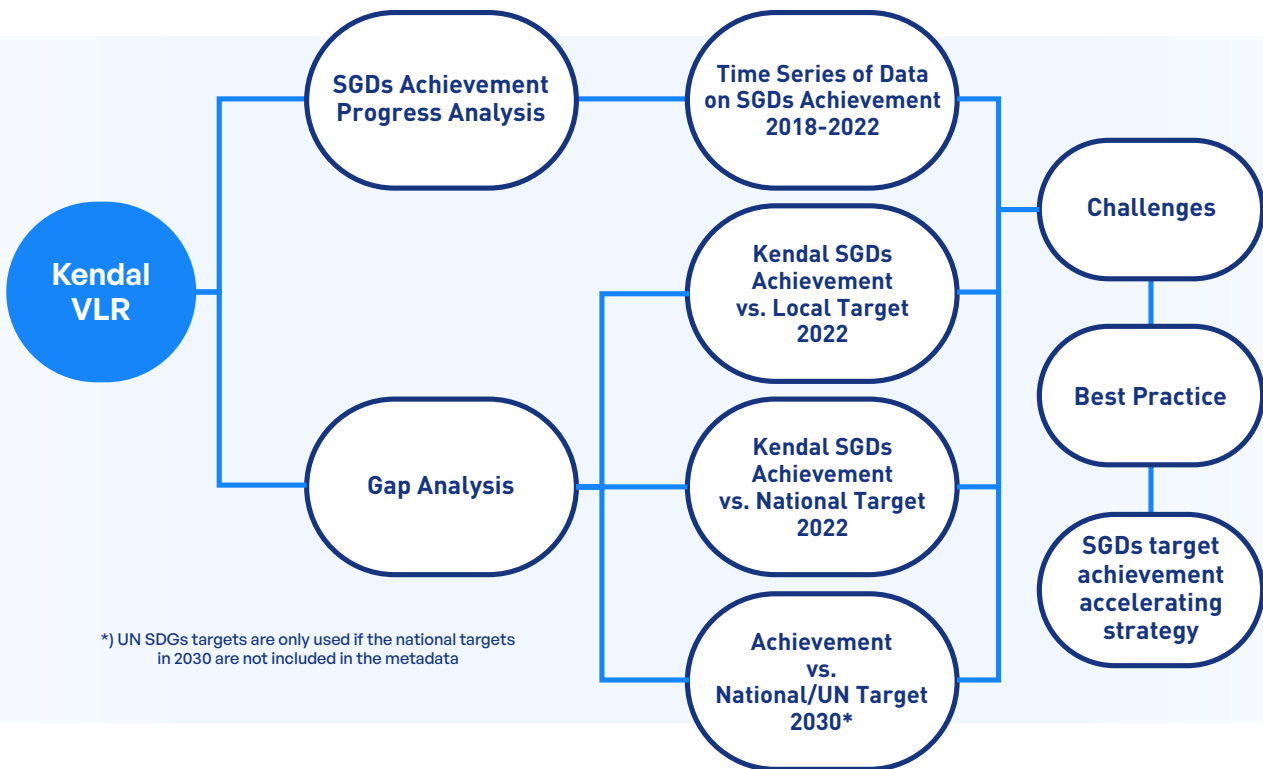 Kendal
VLR
SGDs Achievement
Progress Analysis
Gap Analysis
Time Series of Data
on SGDs Achievement
2018-2022
Kendal SGDs
Achievement
vs. Local Target
2022
Kendal SGDs
Achievement
vs. National Target
2022
Achievement
vs.
National/UN Target
2030*
Challenges
Best Practice
SGDs target
achievement
accelerating
strategy
*) UN SDGs targets are only used if the national targets
in 2030 are not included in the metadata